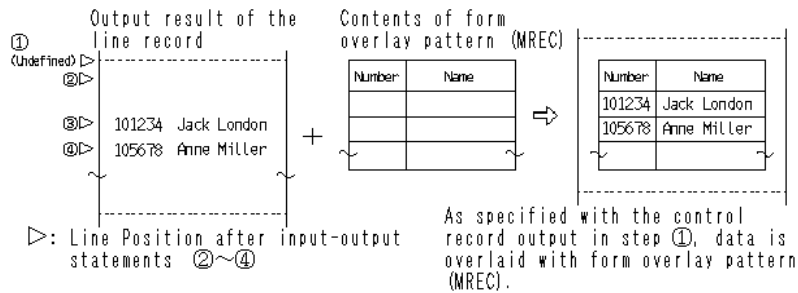 Output result of the
line record
①
(Undefined)
②
③ 101234 Jack London
④ 105678 Anne Miller
+
Contents of form
overlay pattern (MREC)
Number Name
Number Name
101234 Jack London
105678 Anne Miller
▷: Line Position after input-output
statements ②～④
As specified with the control
record output in step ①, data is
overlaid with form overlay pattern
(MREC).